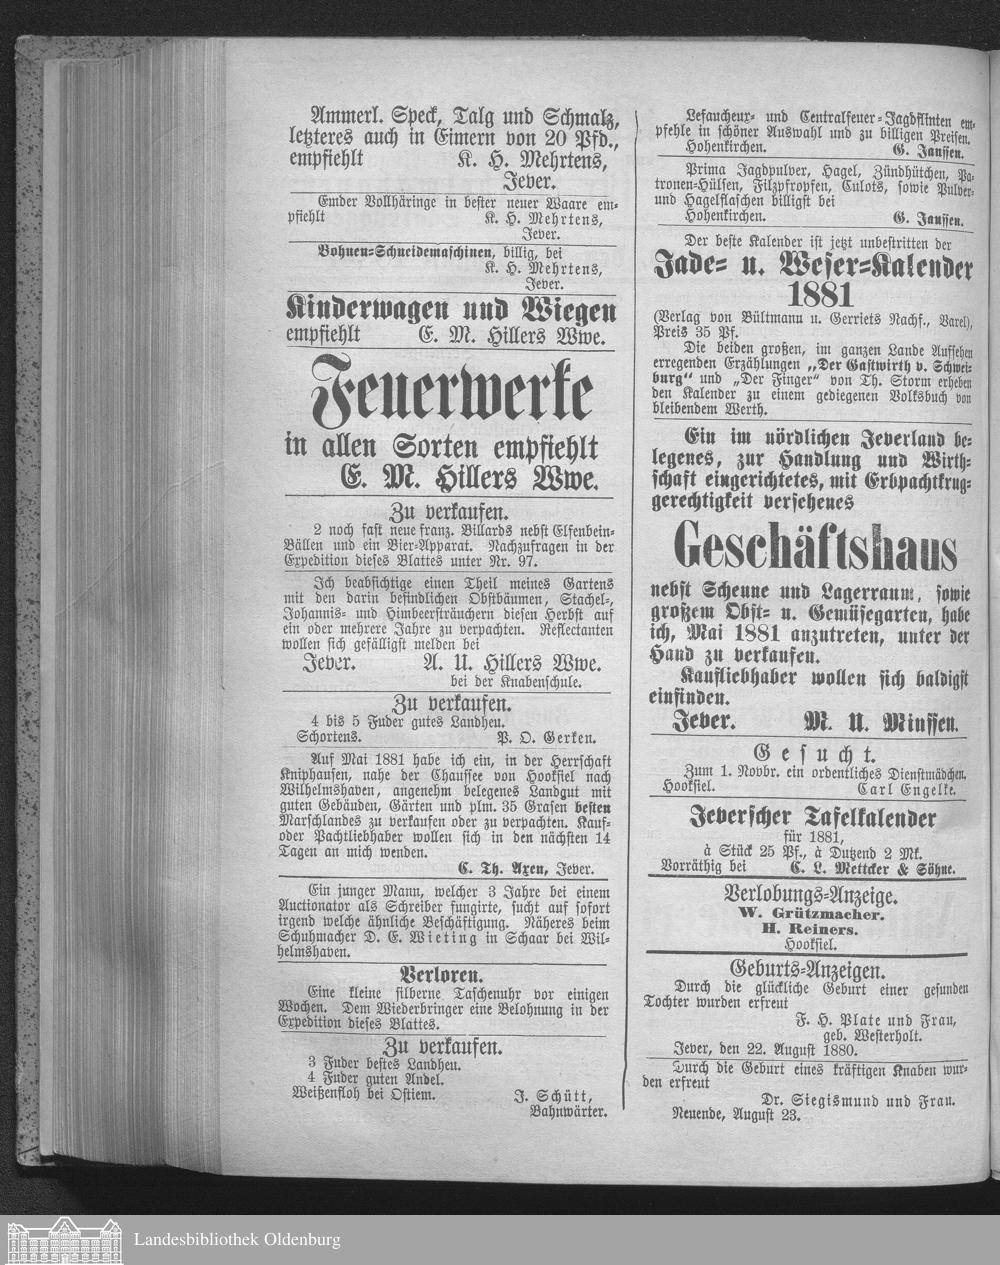 Ammerl. Speck, Talg und Schmalz,
letzteres auch in Eimern von 20 Pfd.,
empfiehlt K. H. Mehrtens,
Jever.
Emder Vollhäringe in bester neuer Waare em-
pfiehlt K. H. Mehrtens,
Jever.
Bohnen-Schneidemaschinen, billig, bei
K. H. Mehrtens,
Jever.
Kinderwagen und Wiegen
empfiehlt E. M. Hillers Wwe.
Feuerwerke
in allen Sorten empfiehlt
E. M. Hillers Wwe.
Zu verkaufen.
2 noch fast neue franz. Billards nebst Elfenbein-
Bällen und ein Bier-Apparat. Nachzufragen in der
Expedition dieses Blattes unter Nr. 97.
Ich beabsichtige einen Theil meines Gartens
mit den darin befindlichen Obstbäumen, Stachel-,
Johannis- und Himbeersträuchern diesen Herbst auf
ein oder mehrere Jahre zu verpachten. Reflectanten
wollen sich gefälligst melden bei
Jever. A. U. Hillers Wwe.
bei der Knabenschule.
Zu verkaufen.
4 bis 5 Fuder gutes Landheu.
Schortens. P. O. Gerken.
Auf Mai 1881 habe ich ein, in der Herrschaft
Kniphausen, nahe der Chaussee von Hooksiel nach
Wilhelmshaven, angenehm belegenes Landgut mit
guten Gebäuden, Gärten und plm. 35 Grasen besten
Marschlandes zu verkaufen oder zu verpachten. Kauf-
oder Pachtliebhaber wollen sich in den nächsten 14
Tagen an mich wenden.
C. Th. Axen, Jever.
Ein junger Mann, welcher 3 Jahre bei einem
Auctionator als Schreiber fungirte, sucht auf sofort
irgend welche ähnliche Beschäftigung. Näheres beim
Schuhmacher D. E. Wieting in Schaar bei Wil-
helmshaven.
Verloren.
Eine kleine silberne Taschenuhr vor einigen
Wochen. Dem Wiederbringer eine Belohnung in der
Expedition dieses Blattes.
Zu verkaufen.
3 Fuder bestes Landheu.
4 Fuder guten Andel.
Weißenfloh bei Ostiem. J. Schütt,
Bahnwärter.
Lefaucheux- und Centralfeuer-Jagdflinten em-
pfehle in schöner Auswahl und zu billigen Preisen.
Hohenkirchen. G. Janssen.
Prima Jagdpulver, Hagel, Zündhütchen, Pa-
tronen-Hülsen, Filzpfropfen, Culots, sowie Pulver-
und Hagelflaschen billigst bei
Hohenkirchen. G. Janssen.
Der beste Kalender ist jetzt unbestritten der
Jade- u. Weser-Kalender
1881
(Verlag von Bültmann u. Gerriets Nachf., Varel),
Preis 35 Pf.
Die beiden großen, im ganzen Lande Aufsehen
erregenden Erzählungen „Der Gastwirth v. Schwei-
burg“ und „Der Finger“ von Th. Storm erheben
den Kalender zu einem gediegenen Volksbuch von
bleibendem Werth.
Ein im nördlichen Jeverland be-
legenes, zur Handlung und Wirth-
schaft eingerichtetes, mit Erbpachtkrug-
gerechtigkeit versehenes
Geschäftshaus
nebst Scheune und Lagerraum, sowie
großem Obst- u. Gemüsegarten, habe
ich, Mai 1881 anzutreten, unter der
Hand zu verkaufen.
Kaufliebhaber wollen sich baldigst
einfinden.
Jever. M. U. Minssen.
Gesucht.
Zum 1. Novbr. ein ordentliches Dienstmädchen.
Hooksiel. Carl Engelke.
Jeverscher Tafelkalender
für 1881,
à Stück 25 Pf., à Dutzend 2 Mk.
Vorräthig bei C. L. Mettcker & Söhne.
Verlobungs-Anzeige.
W. Grützmacher.
H. Reiners.
Hooksiel.
Geburts-Anzeigen.
Durch die glückliche Geburt einer gesunden
Tochter wurden erfreut
F. H. Plate und Frau,
geb. Westerholt.
Jever, den 22. August 1880.
Durch die Geburt eines kräftigen Knaben wur-
den erfreut
Dr. Siegismund und Frau.
Neuende, August 23.
Landesbibliothek Oldenburg